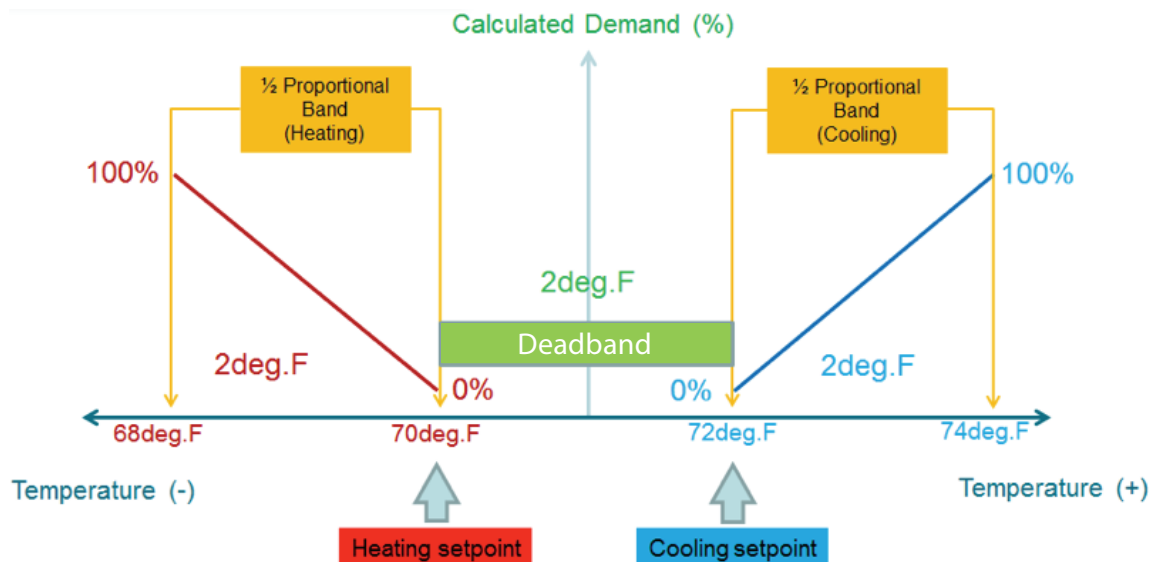 Calculated Demand (%)
½ Proportional
Band
(Heating)
½ Proportional
Band
(Cooling)
100%
100%
2deg.F
Deadband
2deg.F
2deg.F
0%
0%
68deg.F
70deg.F
72deg.F
74deg.F
Temperature (-)
Temperature (+)
Heating setpoint
Cooling setpoint